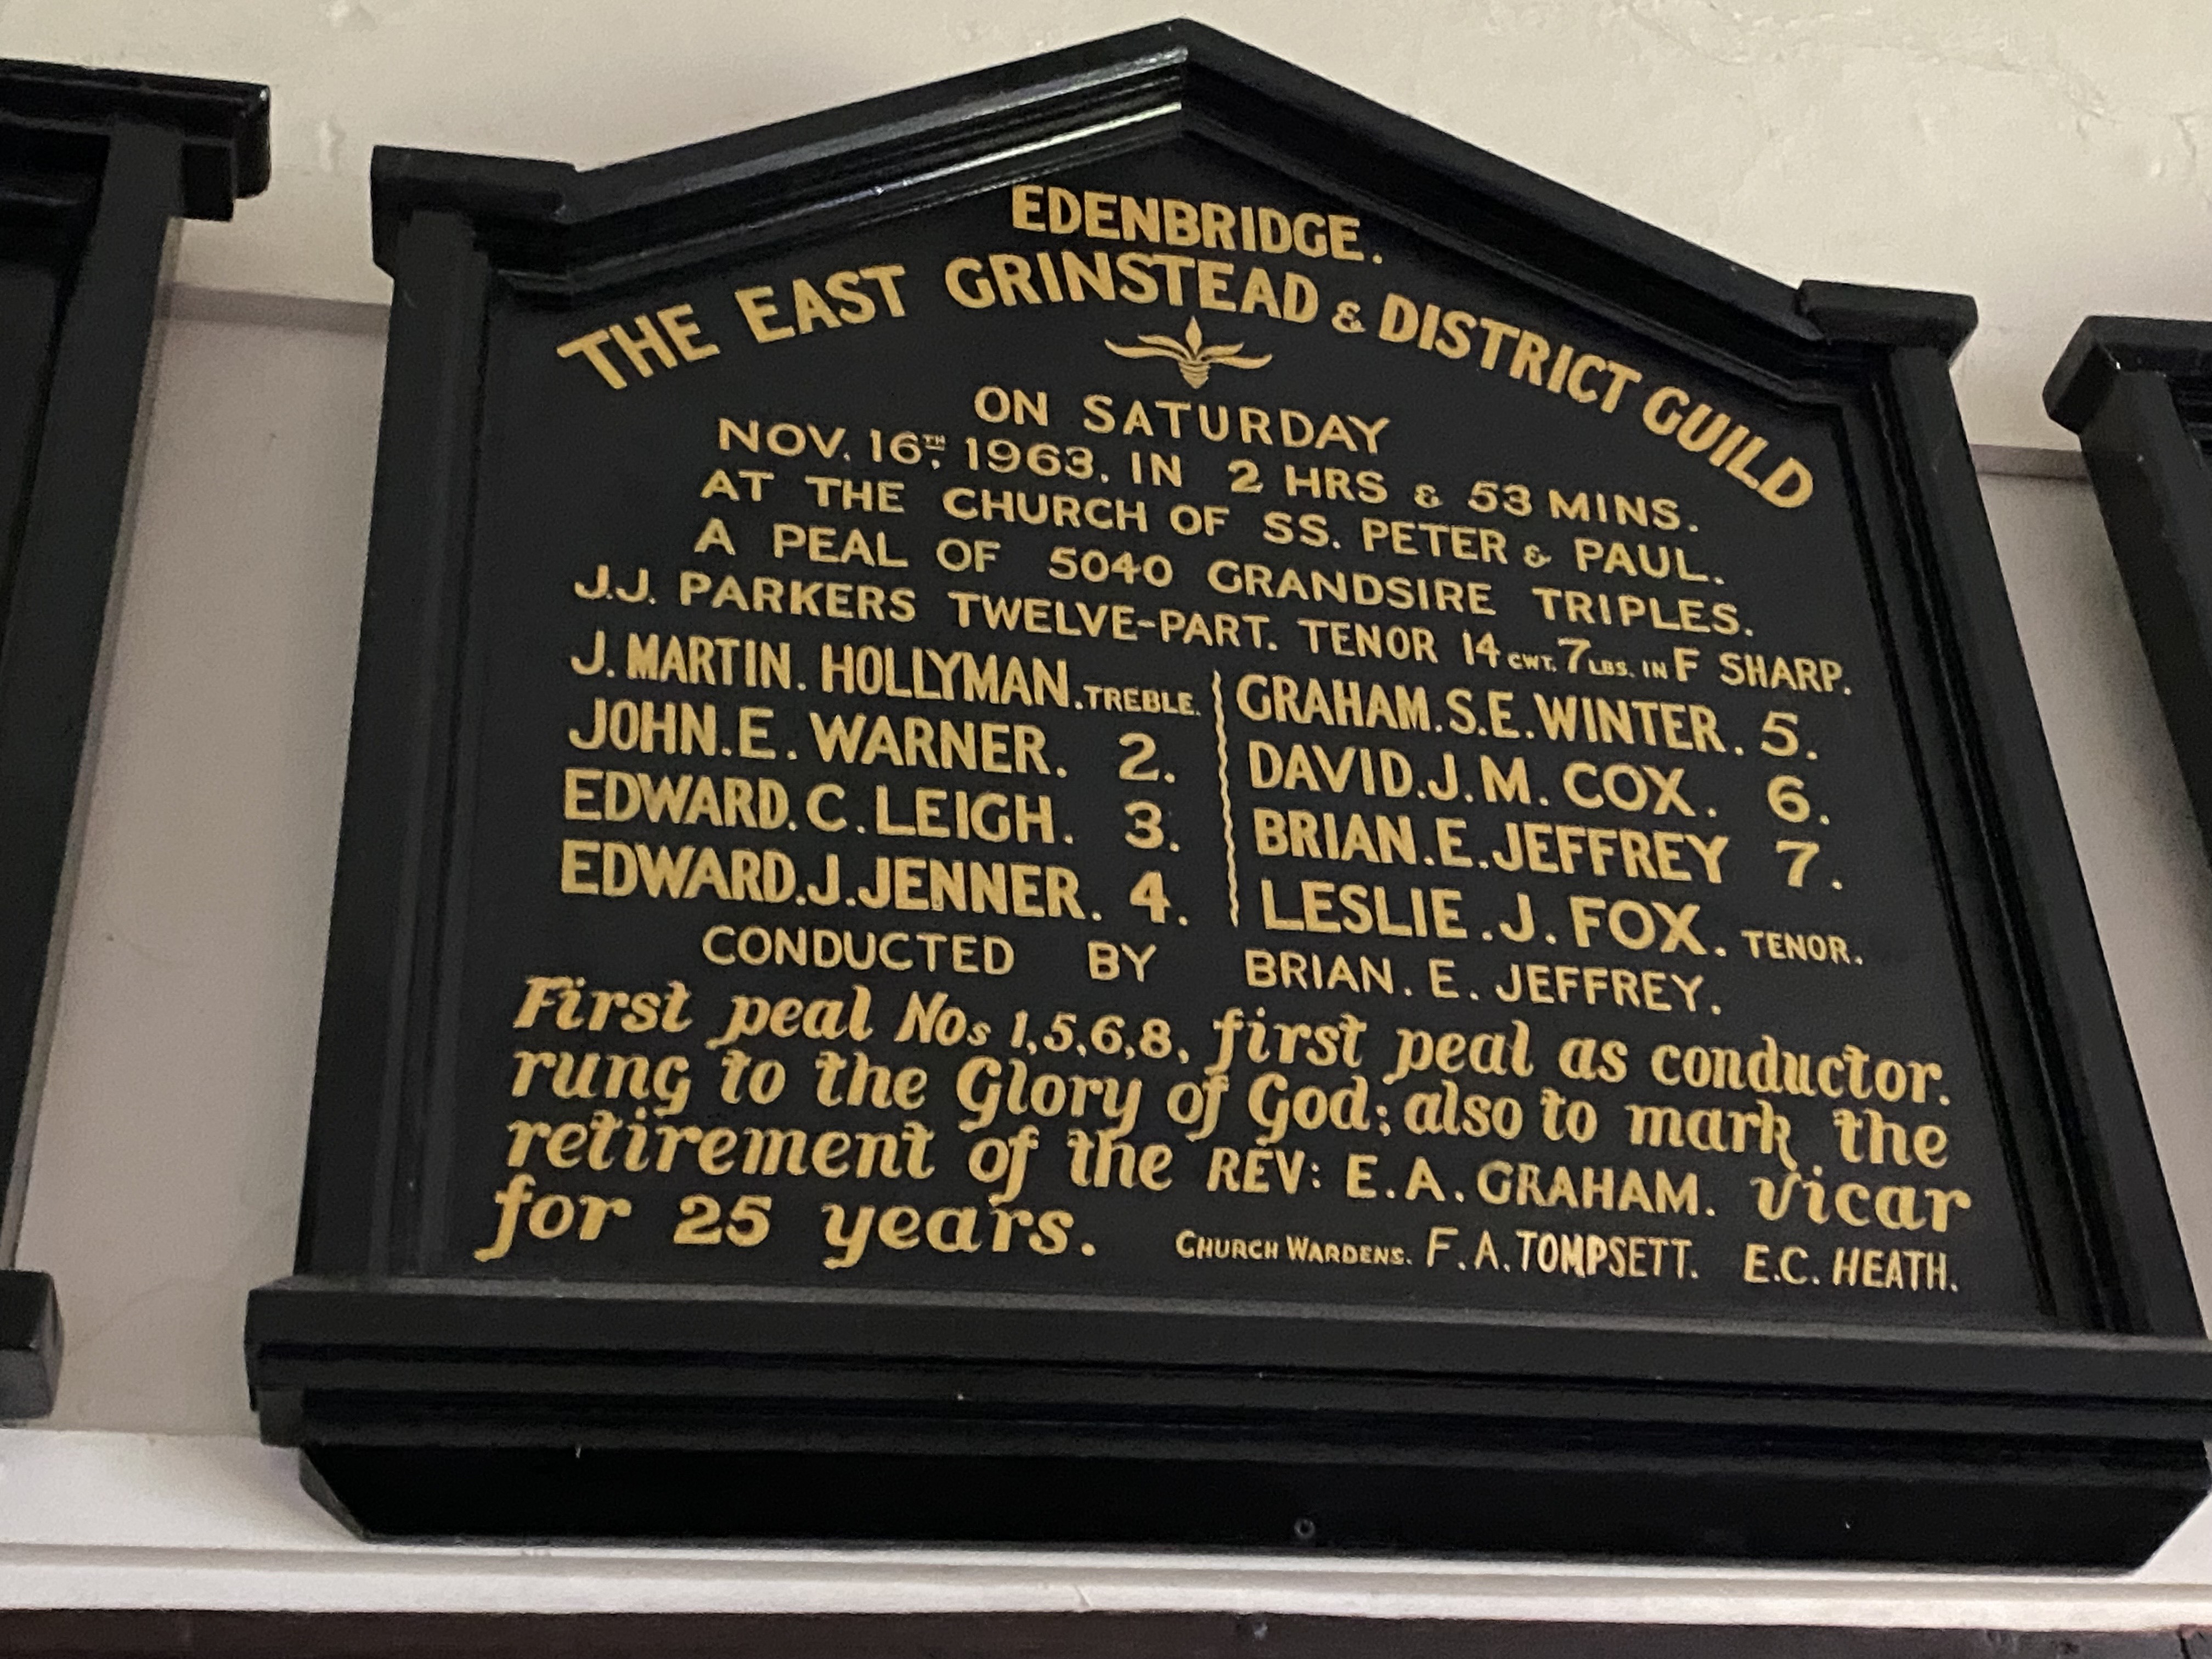 EDENBRIDGE.
THE EAST GRINSTEAD & DISTRICT GUILD
ON SATURDAY
NOV. 16TH, 1963. IN 2 HRS & 53 MINS.
AT THE CHURCH OF SS. PETER & PAUL.
A PEAL OF 5040 GRANDSIRE TRIPLES.
J.J. PARKERS TWELVE-PART. TENOR 14 CWT. 7 LBS. IN F SHARP.
J. MARTIN. HOLLYMAN. TREBLE.
JOHN. E. WARNER. 2.
EDWARD. C. LEIGH. 3.
EDWARD. J. JENNER. 4.
GRAHAM. S. E. WINTER. 5.
DAVID. J. M. COX. 6.
BRIAN. E. JEFFREY 7.
LESLIE. J. FOX. TENOR.
CONDUCTED BY BRIAN. E. JEFFREY.
First peal Nos 1,5,6,8, first peal as conductor.
rung to the Glory of God; also to mark the
retirement of the REV: E. A. GRAHAM. Vicar
for 25 years. CHURCH WARDENS. F. A. TOMPSETT. E.C. HEATH.